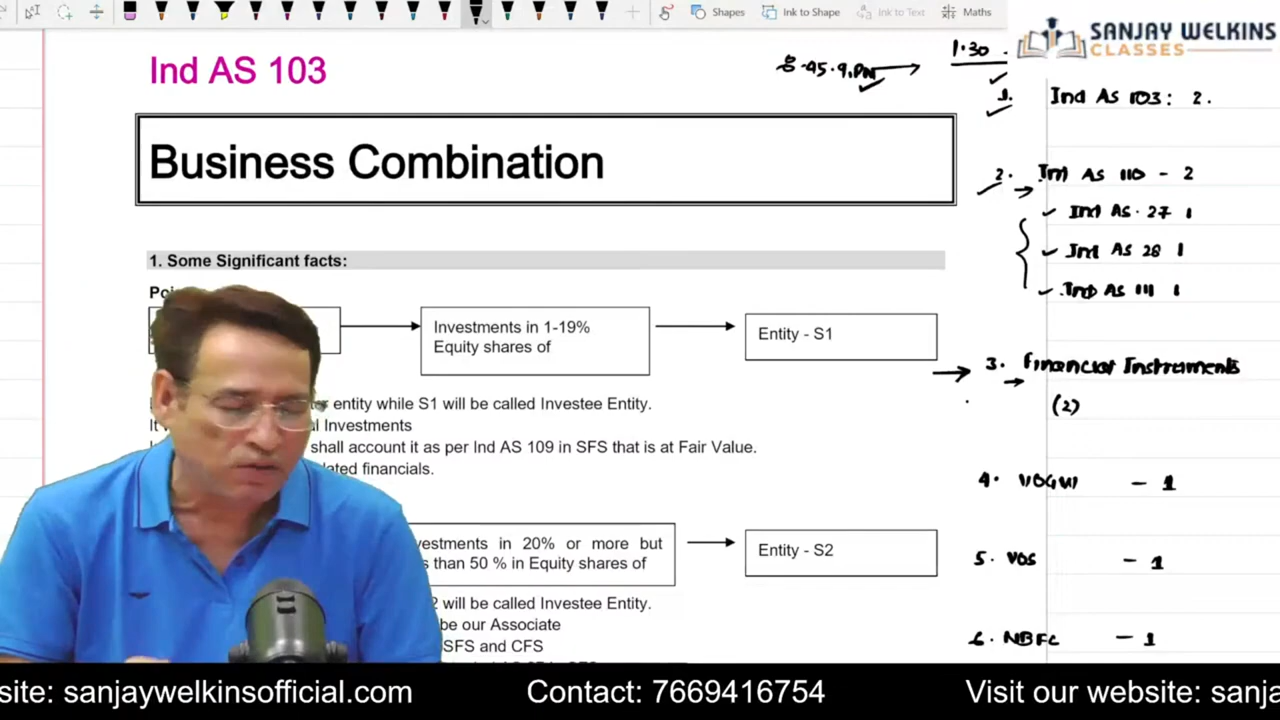 Shapes
Ink to Shape
Ink to Text
Maths
SANJAY WELKINS
CLASSES
Ind AS 103
1.30
1. Ind AS 103: 2.
Business Combination
2. Ind AS 110 - 2
Ind AS 27 1
Ind AS 28 1
Ind AS 111 1
1. Some Significant facts:
Investments in 1-19%
Equity shares of
Entity - S1
3. Financial Instruments
(2)
entity while S1 will be called Investee Entity.
Investments
shall account it as per Ind AS 109 in SFS that is at Fair Value.
financials.
4. - 1
vestments in 20% or more but
than 50 % in Equity shares of
Entity - S2
5. VOS - 1
will be called Investee Entity.
be our Associate
SFS and CFS
6. NBFC - 1
site: sanjaywelkinsofficial.com Contact: 7669416754 Visit our website: sanja